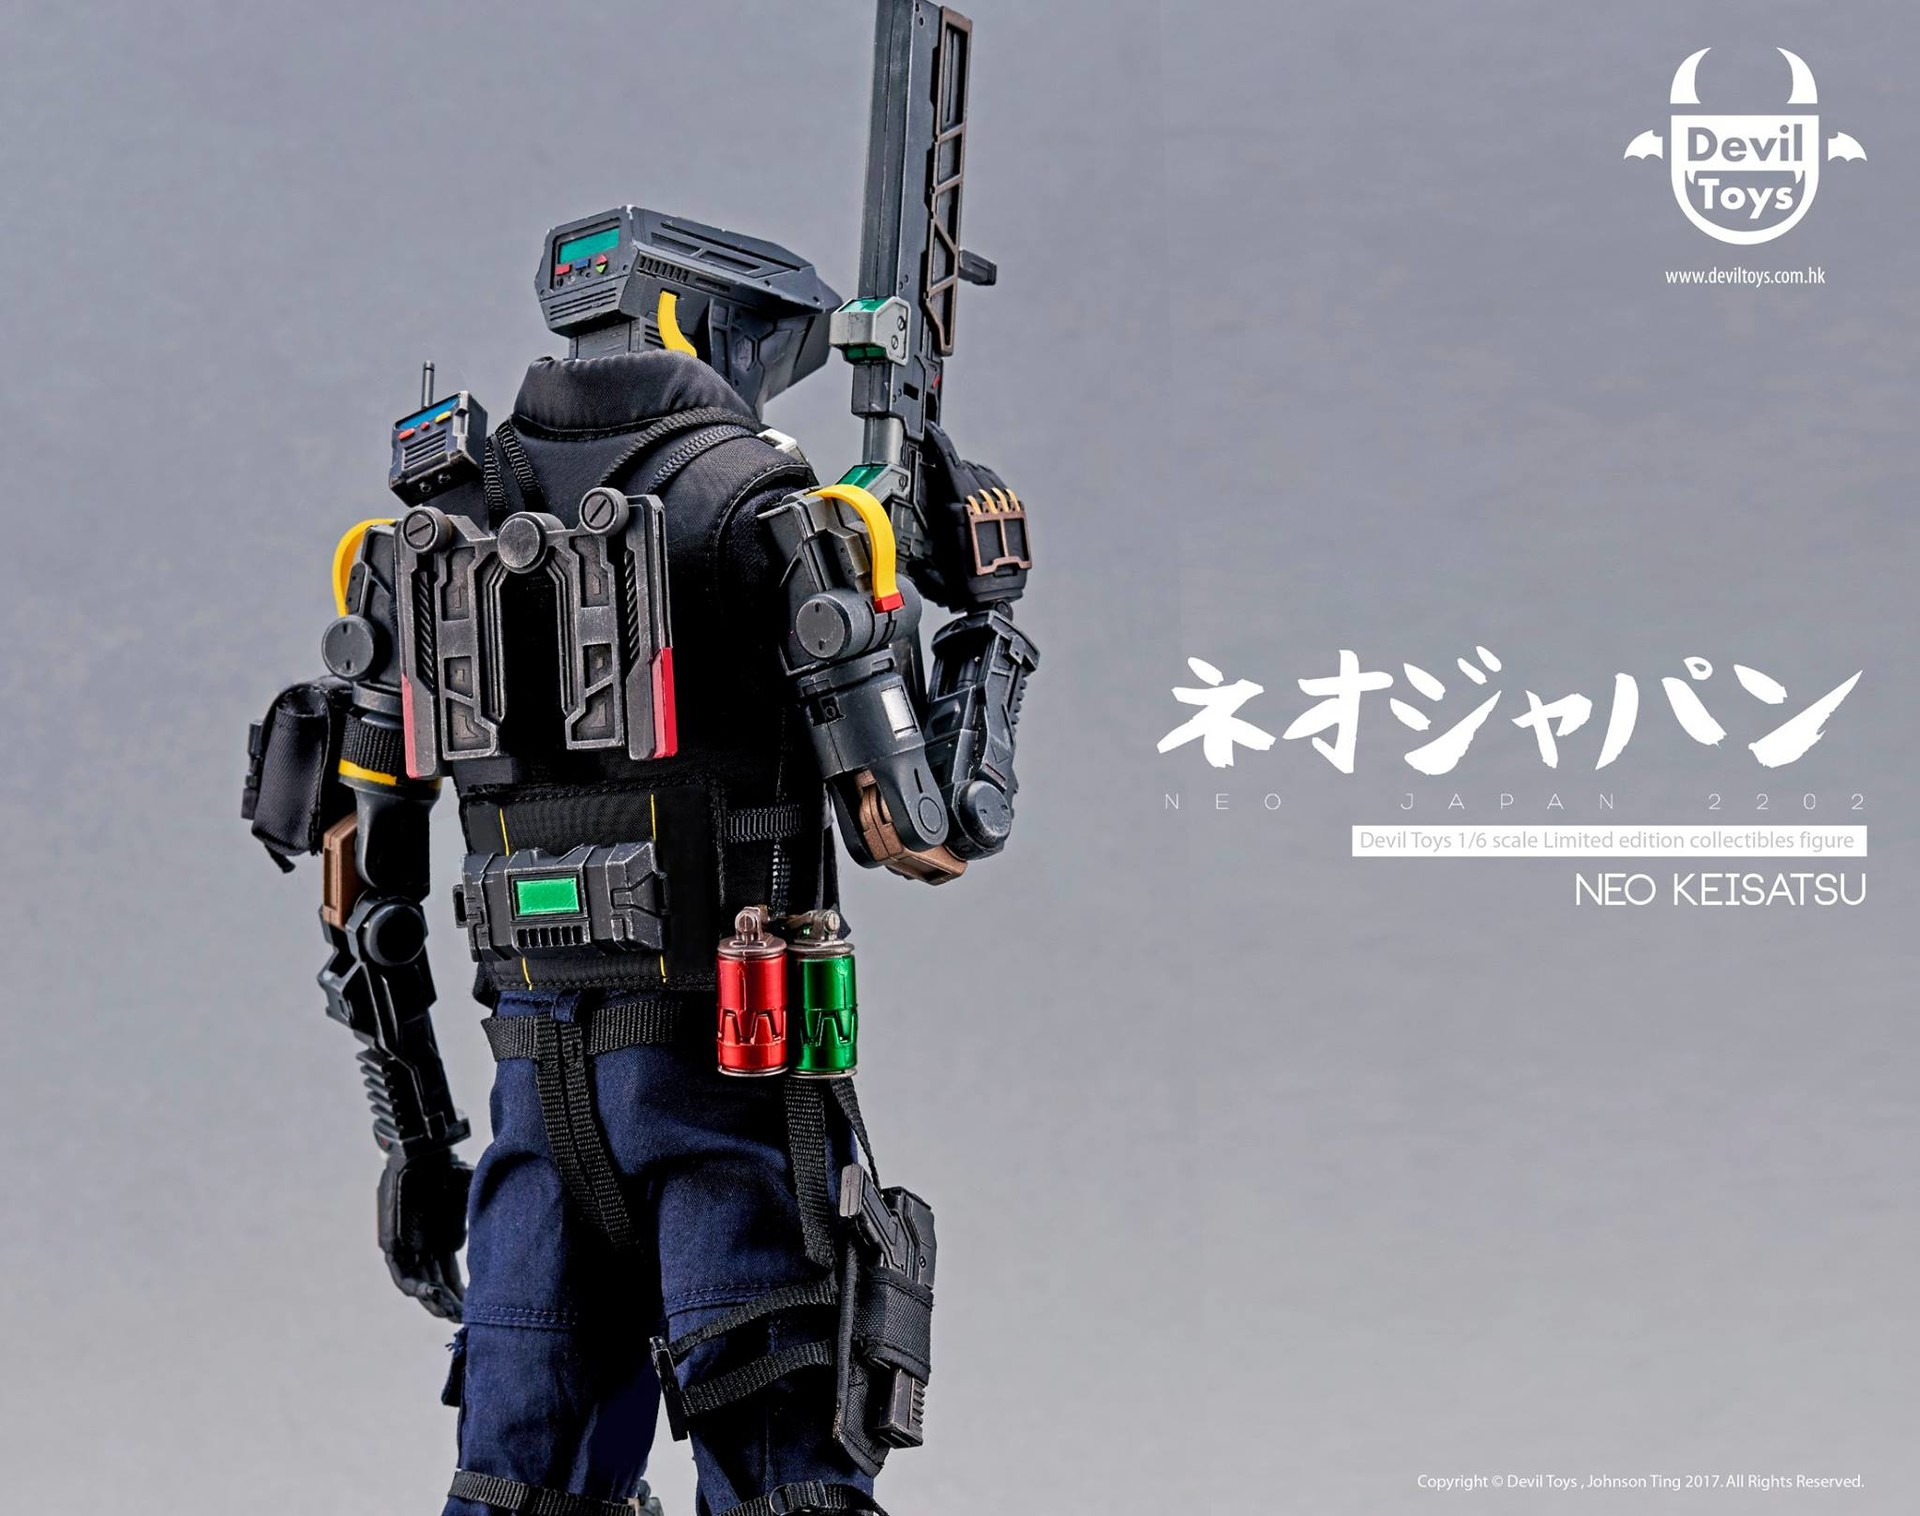 Devil
Toys
www.deviltoys.com.hk
ネオジャパン
NEO JAPAN 2202
Devil Toys 1/6 scale Limited edition collectibles figure
NEO KEISATSU
Copyright © Devil Toys , Johnson Ting 2017. All Rights Reserved.